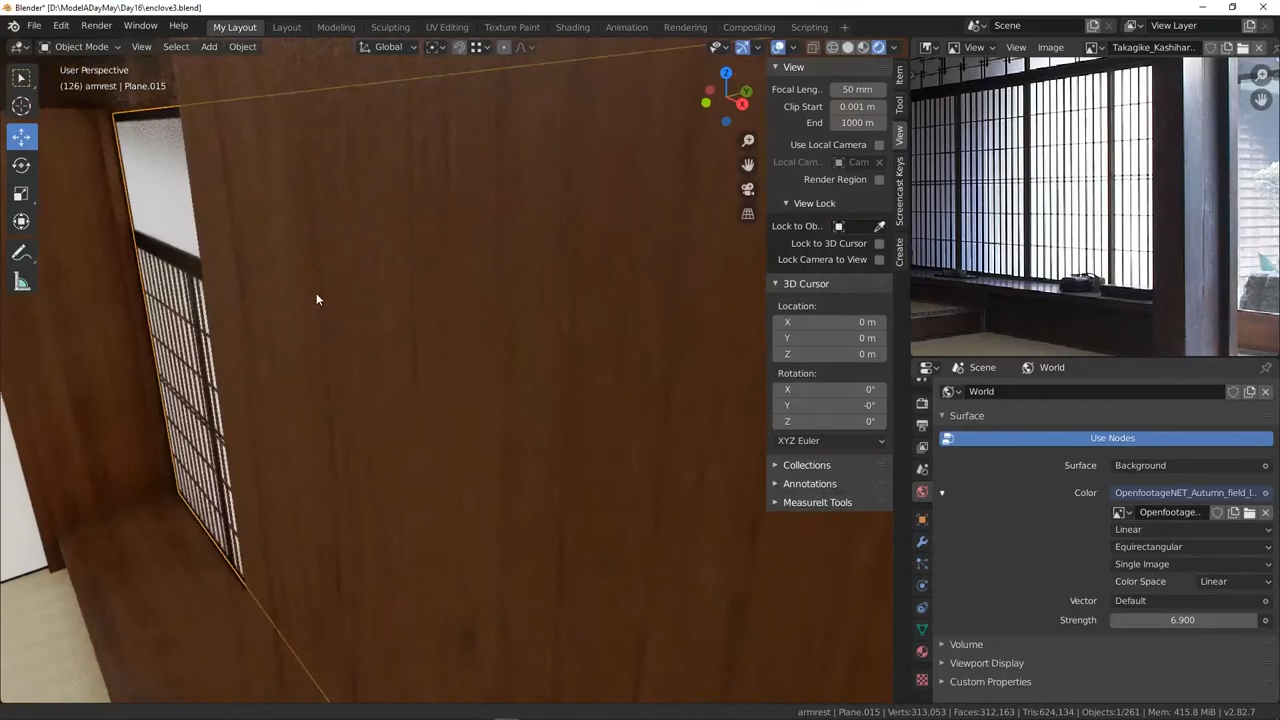 Blender* [D:\ModelADayMay\Day16\enclove3.blend]
File Edit Render Window Help My Layout Layout Modeling Sculpting UV Editing Texture Paint Shading Animation Rendering Compositing Scripting Scene View Layer
Object Mode View Select Add Object Global View View Image Takagike_Kashihar..
User Perspective
(126) armrest | Plane.015
Z
Y
X
View
Focal Leng.. 50 mm
Clip Start 0.001 m
End 1000 m
Use Local Camera
Local Cam.. Cam
Render Region
View Lock
Lock to Ob..
Lock to 3D Cursor
Lock Camera to View
3D Cursor
Location:
X 0 m
Y 0 m
Z 0 m
Rotation:
X 0°
Y -0°
Z 0°
XYZ Euler
Collections
Annotations
MeasureIt Tools
Item
Tool
View
Screencast Keys
Create
Scene World
World
Surface
Use Nodes
Surface Background
Color OpenfootageNET_Autumn_field_l..
Openfootage..
Linear
Equirectangular
Single Image
Color Space Linear
Vector Default
Strength 6.900
Volume
Viewport Display
Custom Properties
armrest | Plane.015 | Verts:313,053 | Faces:312,163 | Tris:624,134 | Objects:1/261 | Mem: 415.8 MiB | v2.82.7